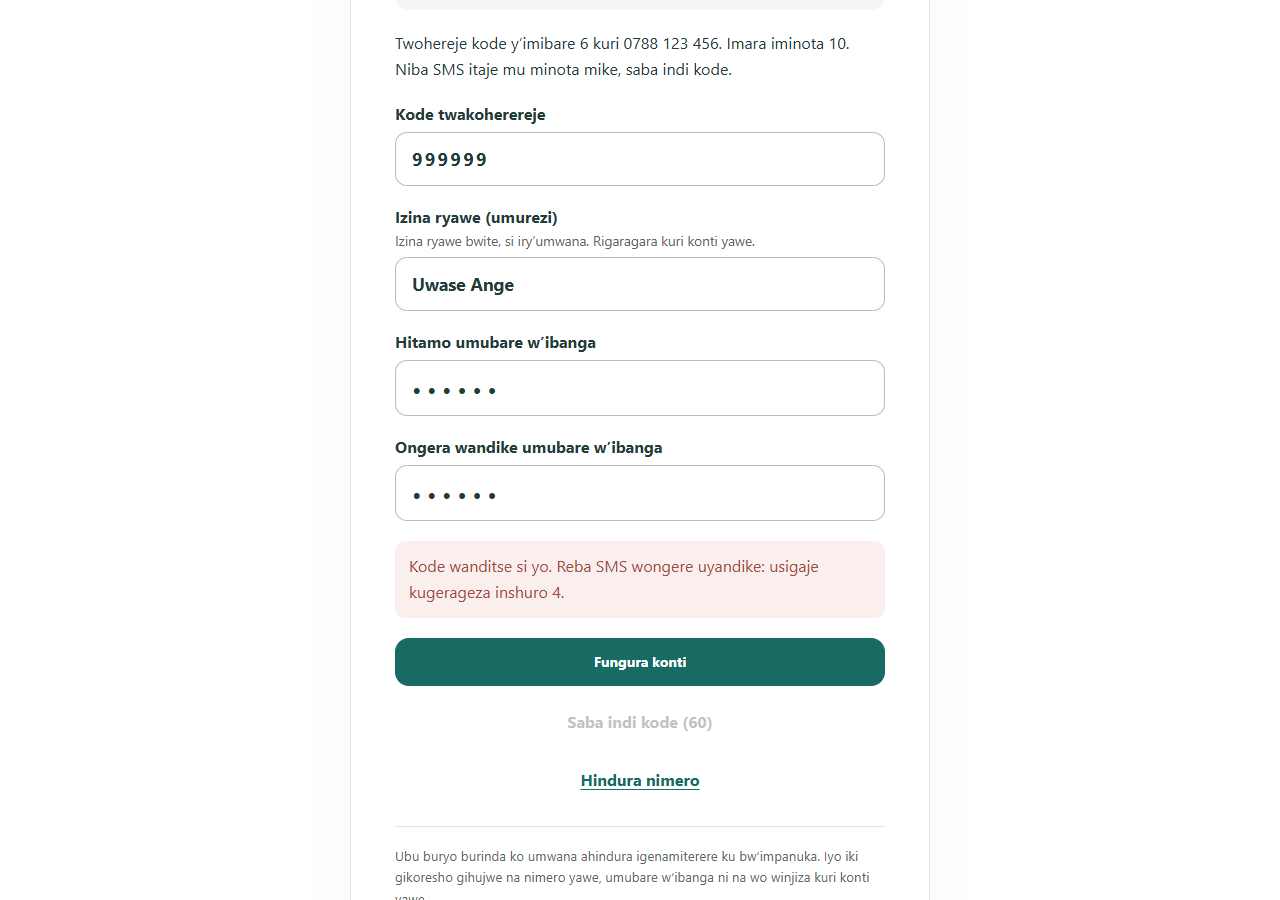 Twohereje kode y’imibare 6 kuri 0788 123 456. Imara iminota 10.
Niba SMS itaje mu minota mike, saba indi kode.
Kode twakoherereje
999999
Izina ryawe (umurezi)
Izina ryawe bwite, si iry’umwana. Rigaragara kuri konti yawe.
Uwase Ange
Hitamo umubare w’ibanga
••••••
Ongera wandike umubare w’ibanga
••••••
Kode wanditse si yo. Reba SMS wongere uyandike: usigaje
kugerageza inshuro 4.
Fungura konti
Saba indi kode (60)
Hindura nimero
Ubu buryo burinda ko umwana ahindura igenamiterere ku bw’impanuka. Iyo iki
gikoresho gihujwe na nimero yawe, umubare w’ibanga ni na wo winjiza kuri konti
yawe.